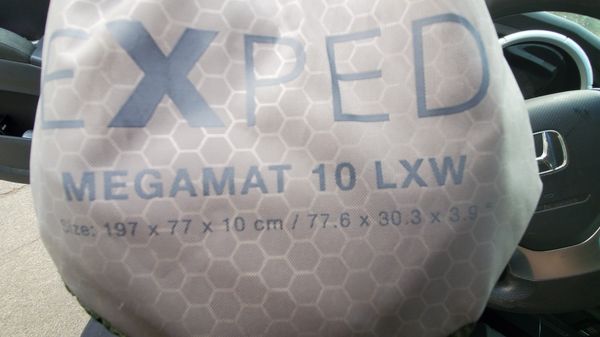 EXPED
MEGAMAT 10 LXW
Size: 197 x 77 x 10 cm / 77.6 x 30.3 x 3.9 "